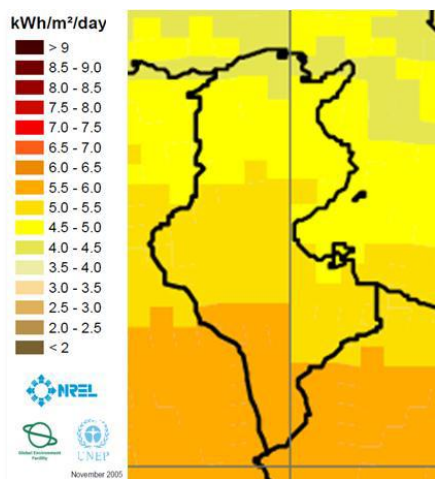 kWh/m²/day
> 9
8.5 - 9.0
8.0 - 8.5
7.5 - 8.0
7.0 - 7.5
6.5 - 7.0
6.0 - 6.5
5.5 - 6.0
5.0 - 5.5
4.5 - 5.0
4.0 - 4.5
3.5 - 4.0
3.0 - 3.5
2.5 - 3.0
2.0 - 2.5
< 2
NREL
Global Environment
Facility
UNEP
November 2005